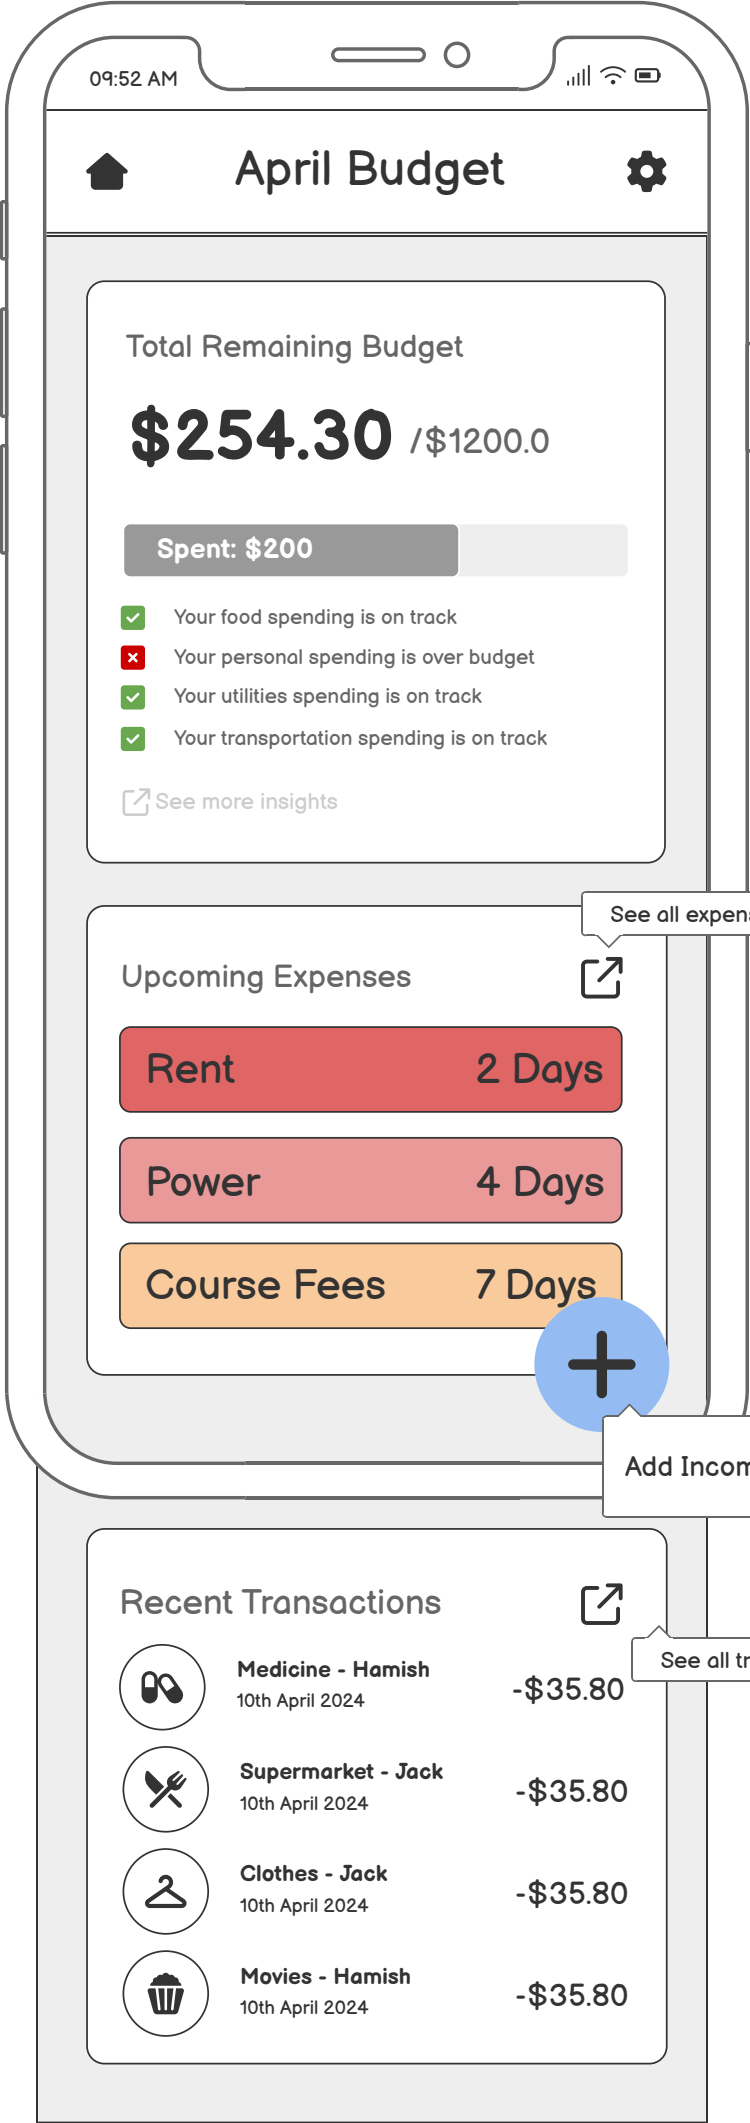 09:52 AM
April Budget
Total Remaining Budget
$254.30 /$1200.0
Spent: $200
Your food spending is on track
Your personal spending is over budget
Your utilities spending is on track
Your transportation spending is on track
See more insights
See all expens
Upcoming Expenses
Rent 2 Days
Power 4 Days
Course Fees 7 Days
Add Incom
Recent Transactions
See all tr
Medicine - Hamish
10th April 2024
-$35.80
Supermarket - Jack
10th April 2024
-$35.80
Clothes - Jack
10th April 2024
-$35.80
Movies - Hamish
10th April 2024
-$35.80